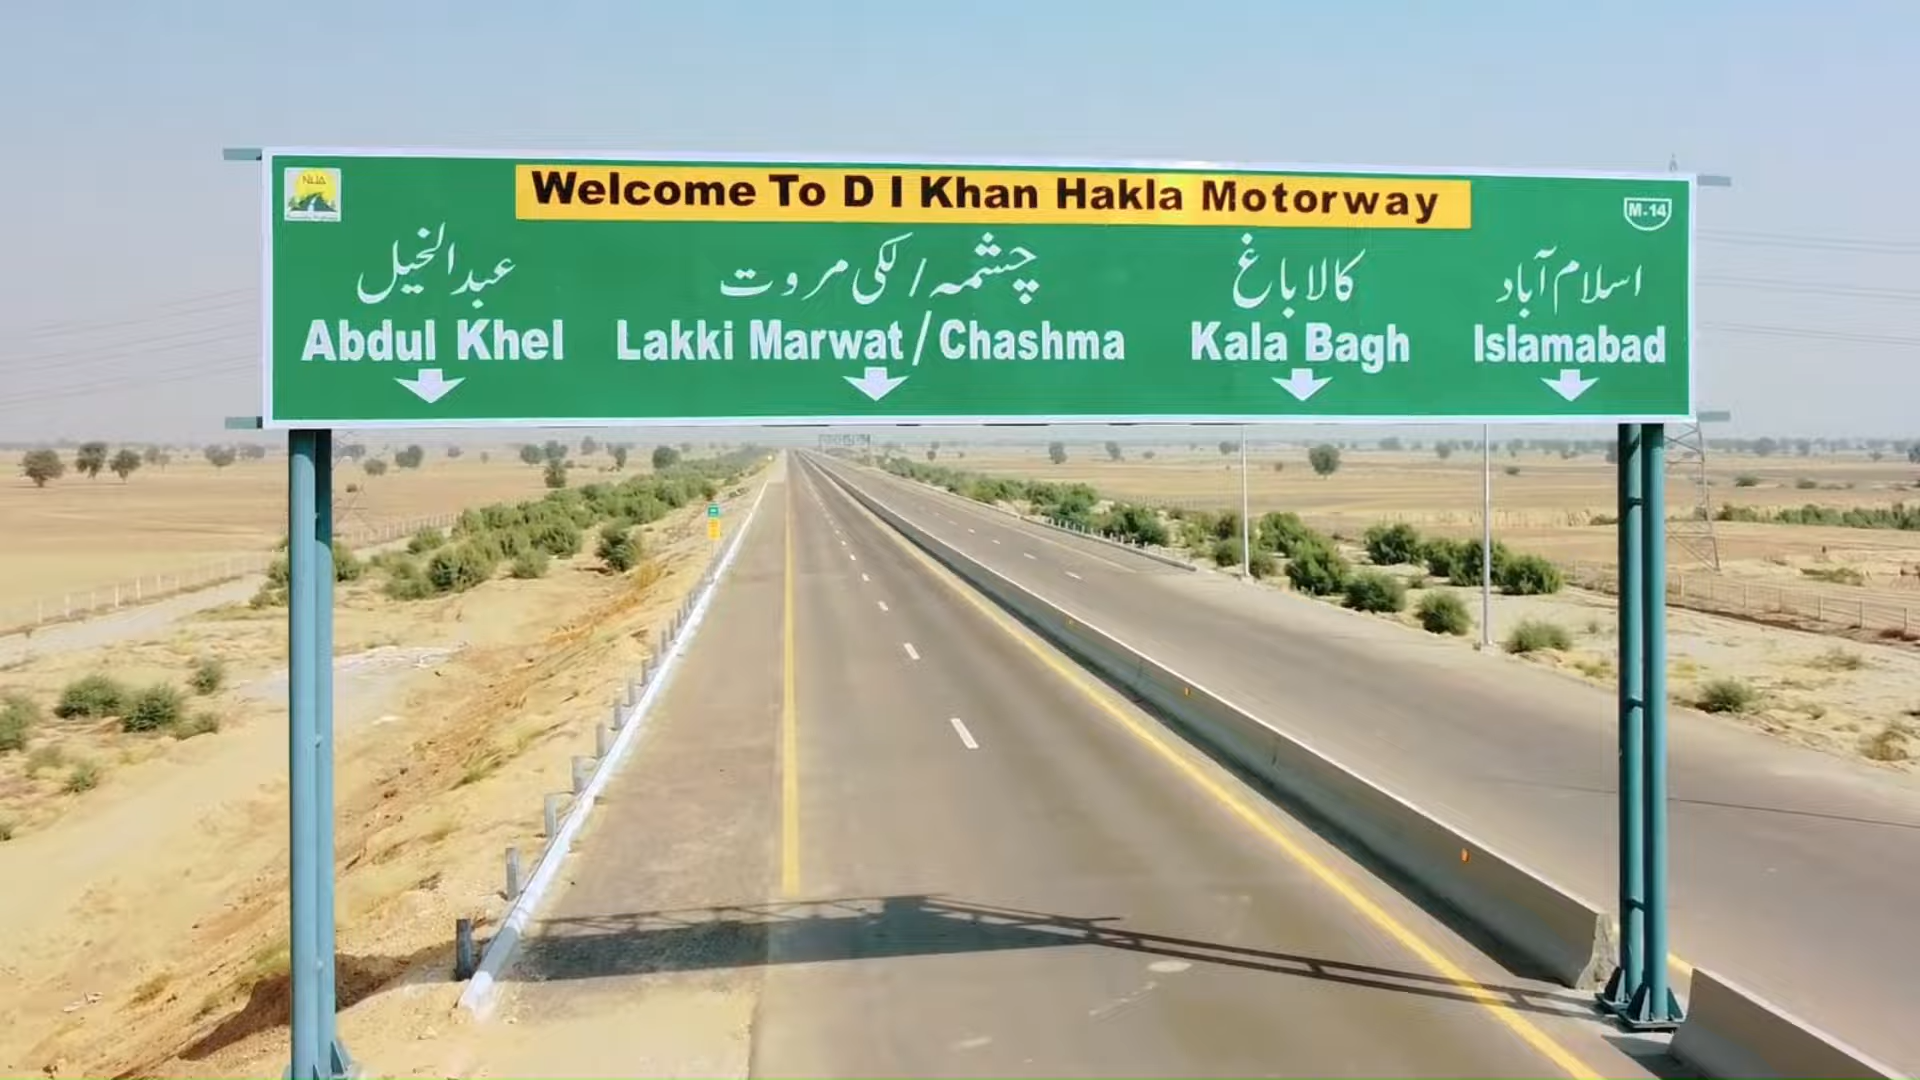 NHA
Welcome To D I Khan Hakla Motorway
M-14
عبدالخیل
چشمہ/لکی مروت
کالاباغ
اسلام آباد
Abdul Khel
Lakki Marwat/Chashma
Kala Bagh
Islamabad